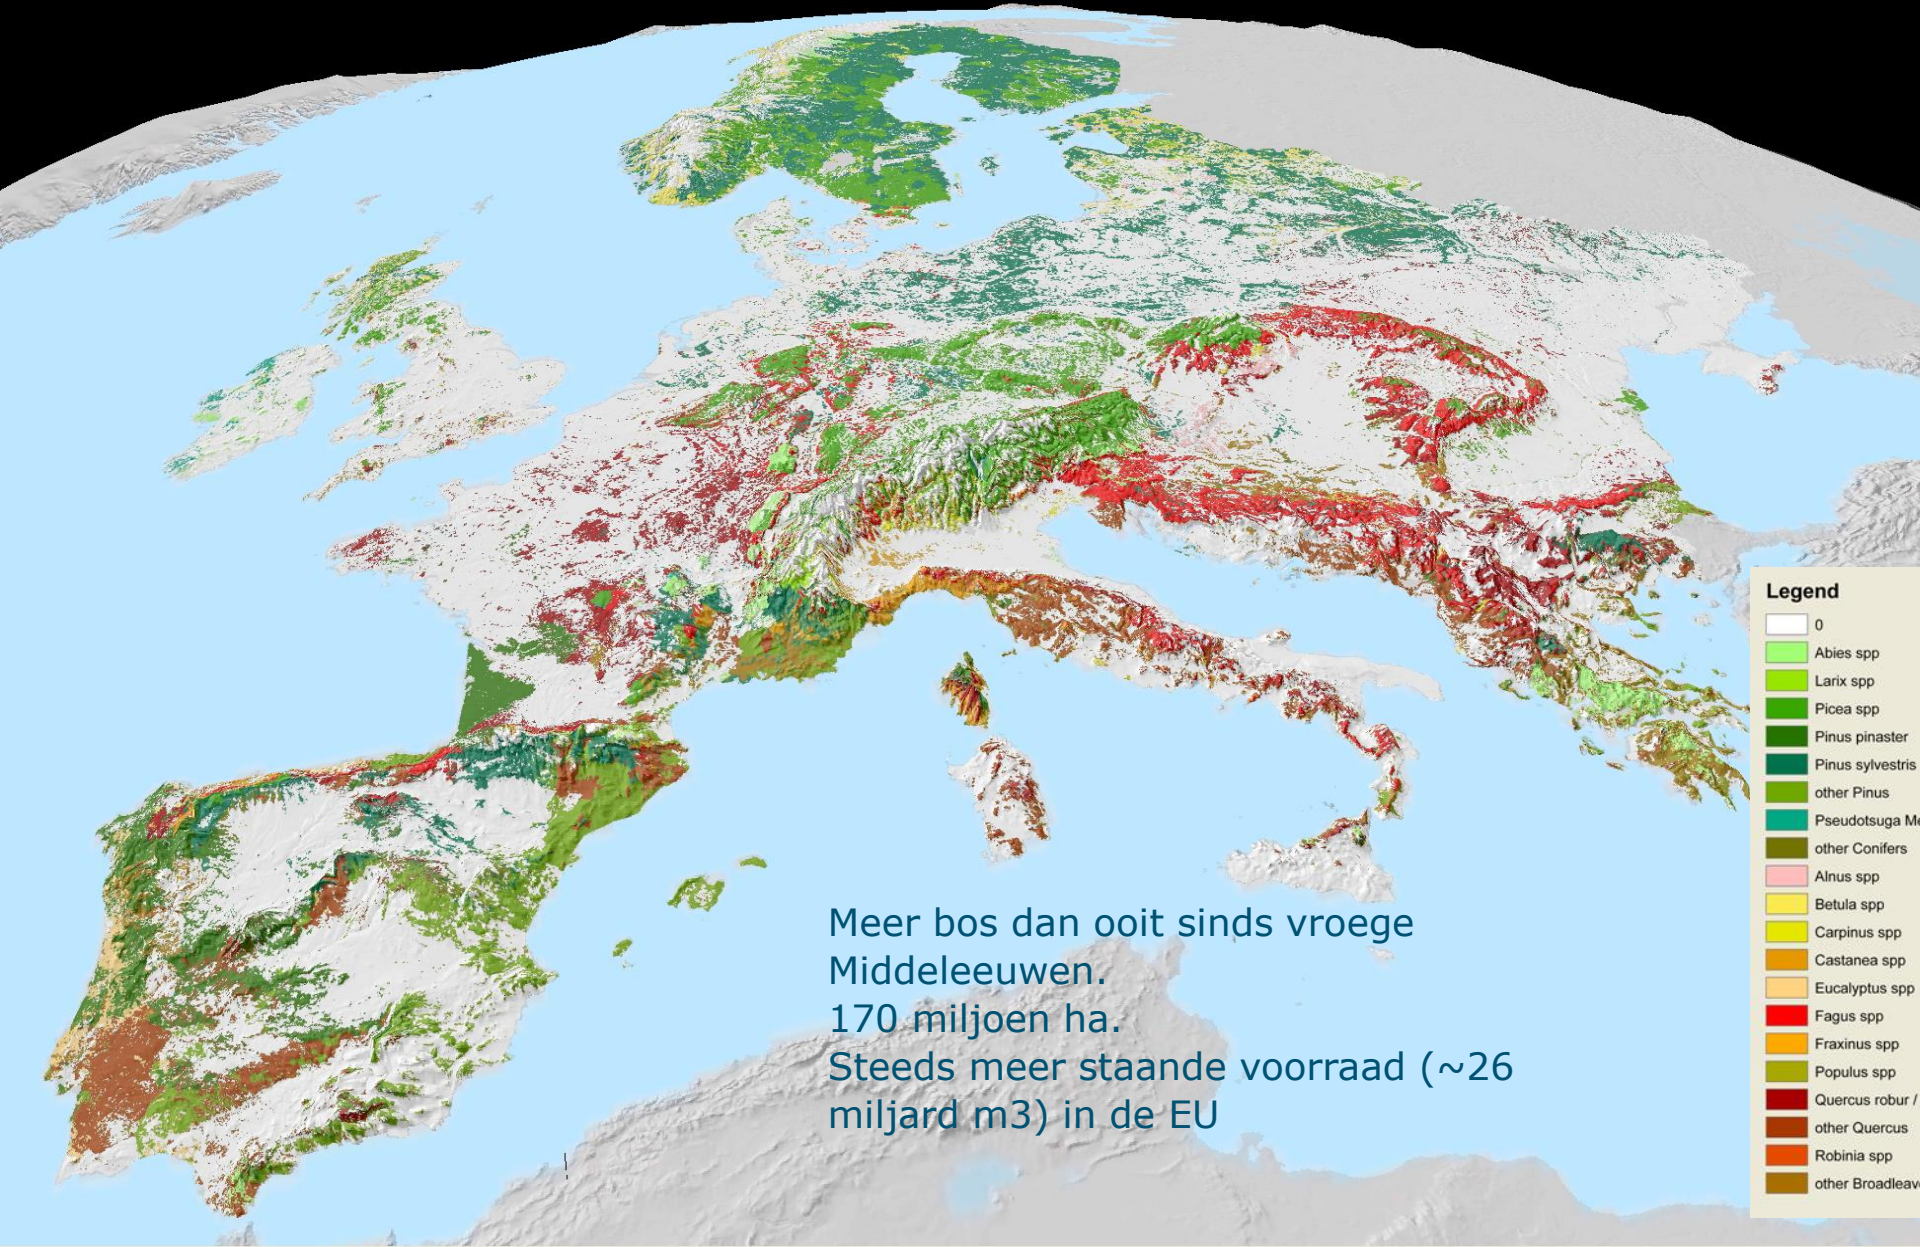 Legend
0
Abies spp
Larix spp
Picea spp
Pinus pinaster
Pinus sylvestris
other Pinus
Pseudotsuga Me
other Conifers
Alnus spp
Betula spp
Carpinus spp
Castanea spp
Eucalyptus spp
Fagus spp
Fraxinus spp
Populus spp
Quercus robur /
other Quercus
Robinia spp
other Broadleav
Meer bos dan ooit sinds vroege
Middeleeuwen.
170 miljoen ha.
Steeds meer staande voorraad (~26
miljard m3) in de EU